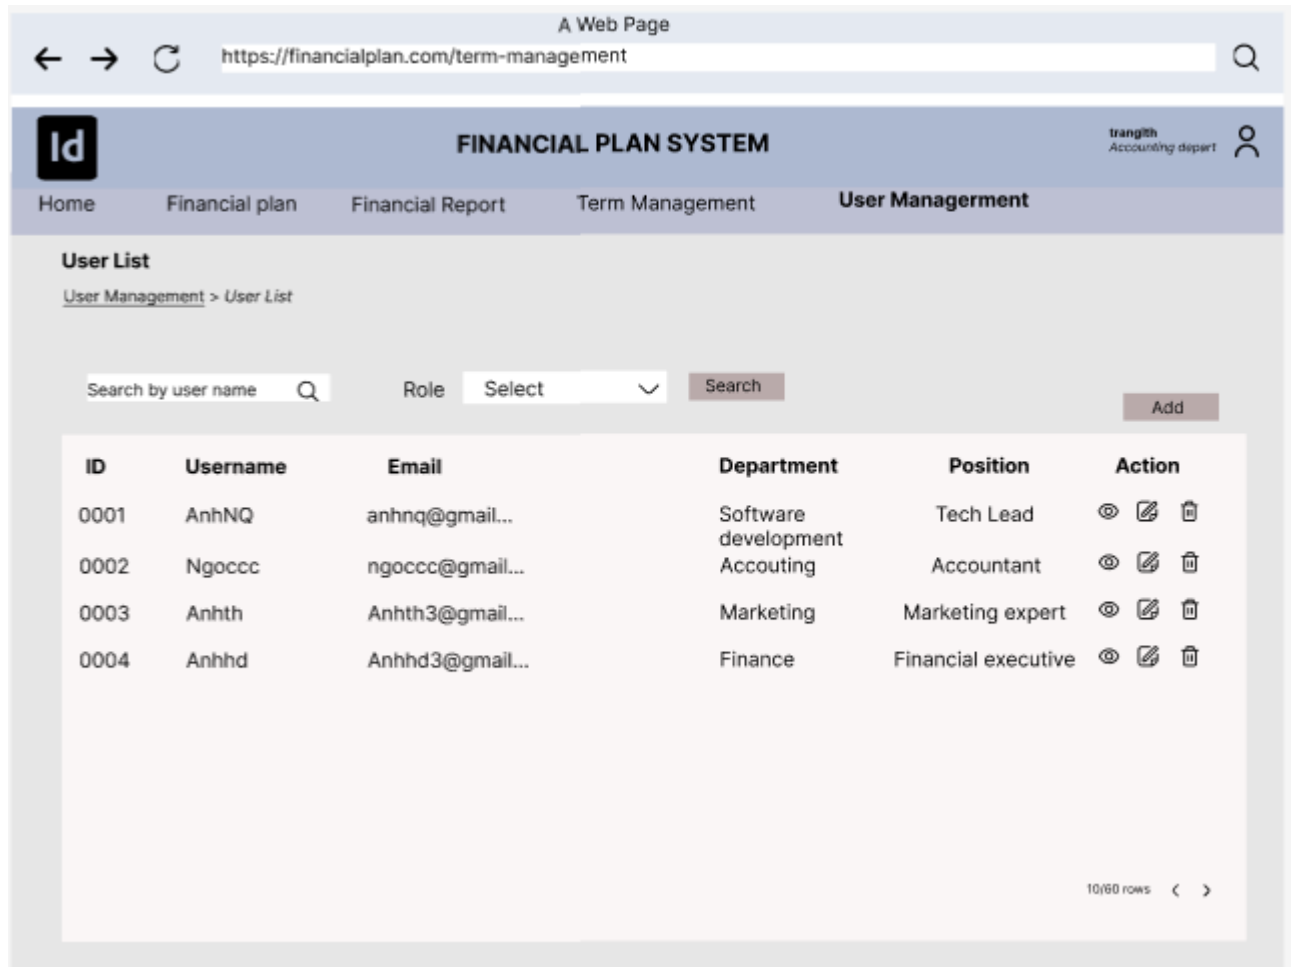 A Web Page
https://financialplan.com/term-management
Id
FINANCIAL PLAN SYSTEM
trangith
Accounting depart
Home Financial plan Financial Report Term Management User Managerment
User List
User Management > User List
Search by user name Role Select Search
Add
ID Username Email Department Position Action
0001 AnhNQ anhnq@gmail... Software development Tech Lead
0002 Ngoccc ngoccc@gmail... Accouting Accountant
0003 Anhth Anhth3@gmail... Marketing Marketing expert
0004 Anhhd Anhhd3@gmail... Finance Financial executive
10/60 rows < >